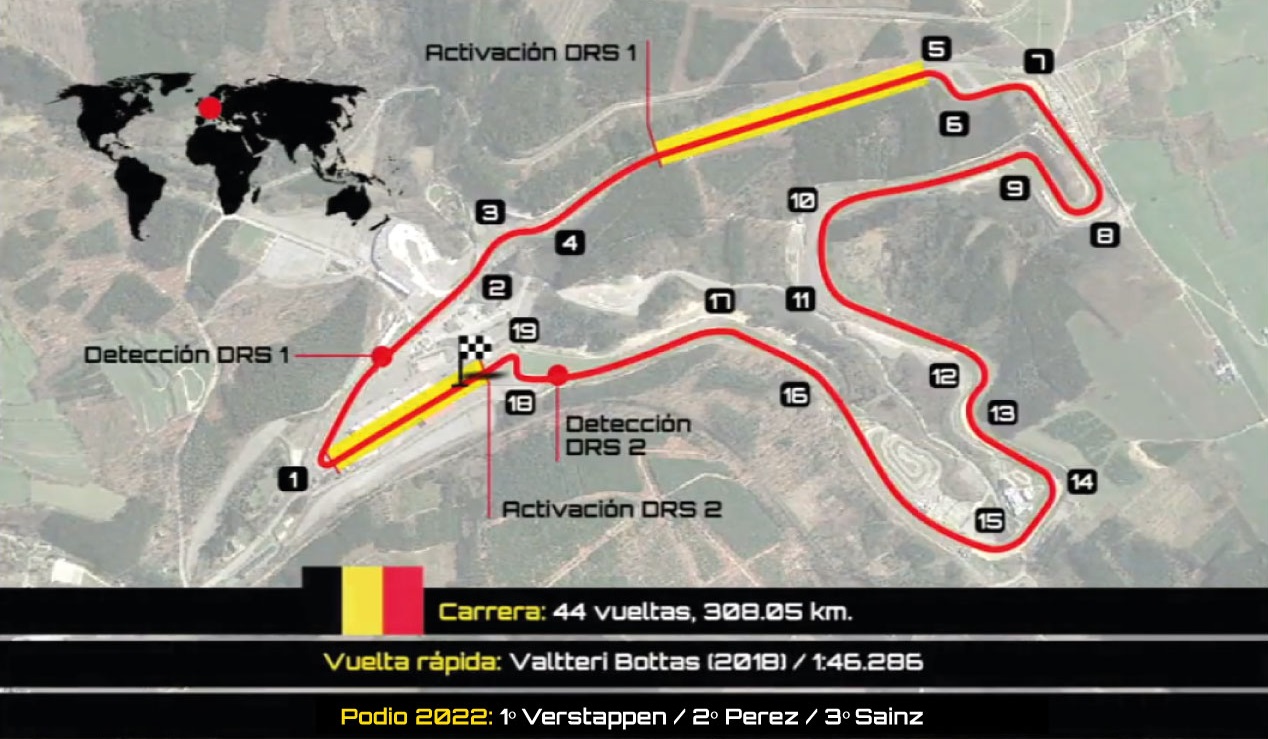 Activación DRS 1
5
7
6
3
10
9
4
8
2
17
11
19
Detección DRS 1
12
16
18
13
Detección
DRS 2
1
14
Activación DRS 2
15
Carrera: 44 vueltas, 308.05 km.
Vuelta rápida: Valtteri Bottas (2018) / 1:46.286
Podio 2022: 1º Verstappen / 2º Perez / 3º Sainz